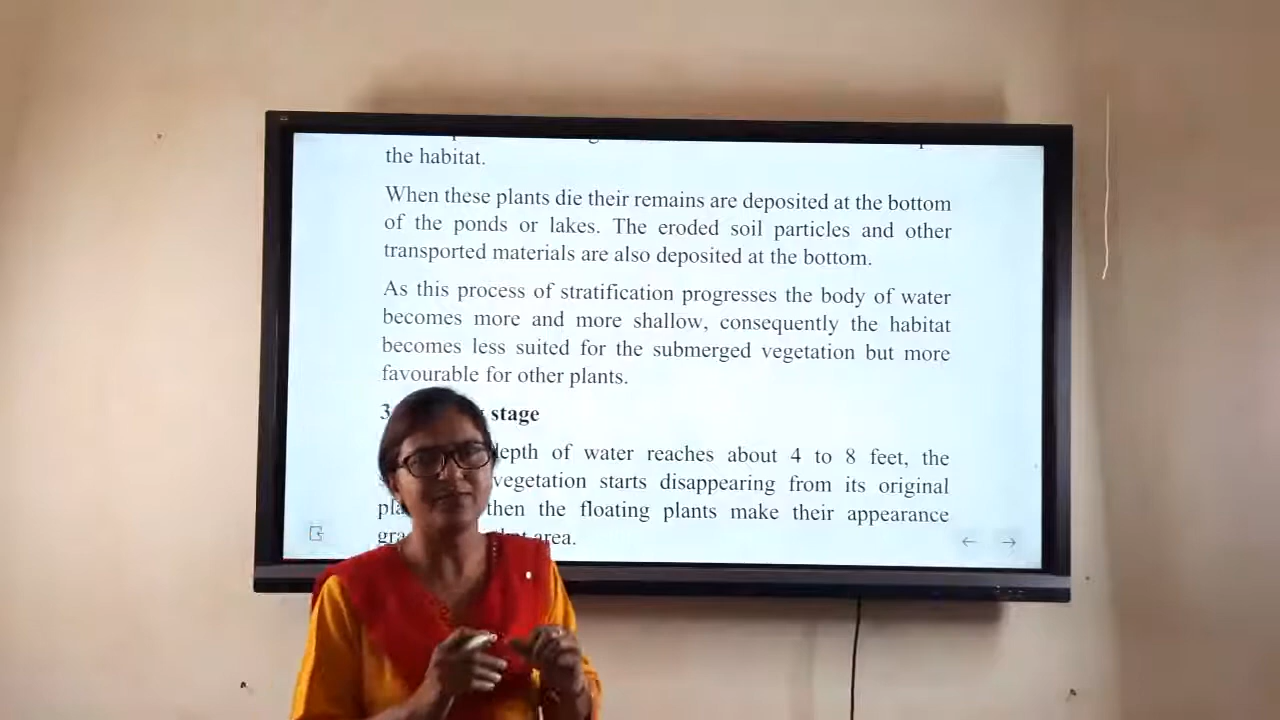 the habitat.
When these plants die their remains are deposited at the bottom
of the ponds or lakes. The eroded soil particles and other
transported materials are also deposited at the bottom.
As this process of stratification progresses the body of water
becomes more and more shallow, consequently the habitat
becomes less suited for the submerged vegetation but more
favourable for other plants.
3 stage
depth of water reaches about 4 to 8 feet, the
vegetation starts disappearing from its original
then the floating plants make their appearance
area.